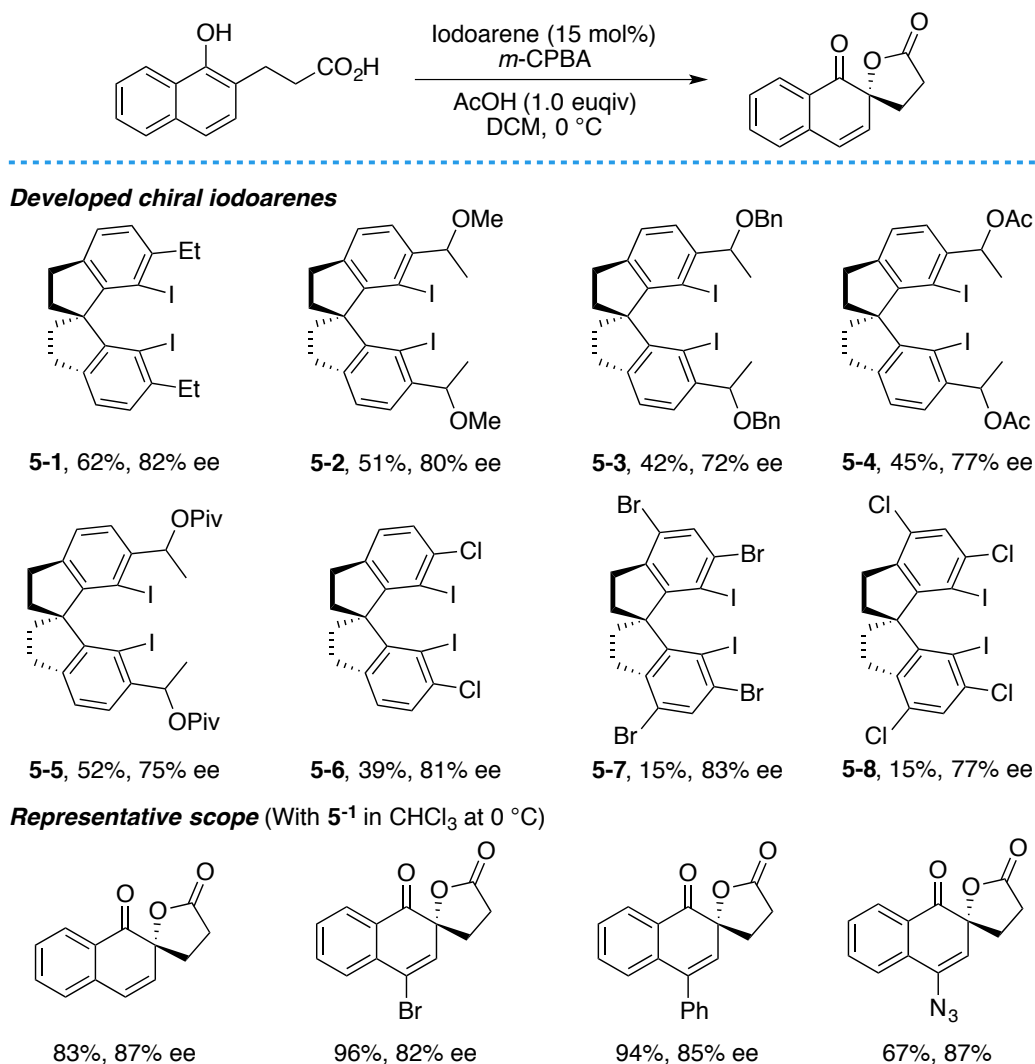 OH
CO2H
Iodoarene (15 mol%)
m-CPBA
AcOH (1.0 euqiv)
DCM, 0 °C
O
O
O
Developed chiral iodoarenes
Et
I
I
Et
5-1, 62%, 82% ee
OMe
I
I
OMe
5-2, 51%, 80% ee
OBn
I
I
OBn
5-3, 42%, 72% ee
OAc
I
I
OAc
5-4, 45%, 77% ee
OPiv
I
I
OPiv
5-5, 52%, 75% ee
Cl
I
I
Cl
5-6, 39%, 81% ee
Br
Br
I
I
Br
Br
5-7, 15%, 83% ee
Cl
Cl
I
I
Cl
Cl
5-8, 15%, 77% ee
Representative scope (With 5-1 in CHCl3 at 0 °C)
O
O
O
83%, 87% ee
O
O
O
Br
96%, 82% ee
O
O
O
Ph
94%, 85% ee
O
O
O
N3
67%, 87%